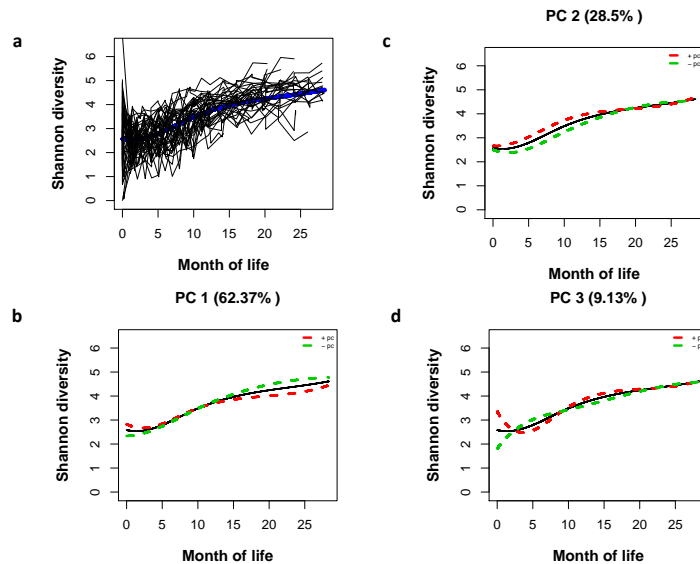 PC 2 (28.5% )
a
c
Shannon diversity
0 1 2 3 4 5 6
0 5 10 15 20 25
Month of life
Shannon diversity
0 1 2 3 4 5 6
0 5 10 15 20 25
Month of life
+ pc
− pc
PC 1 (62.37% )
PC 3 (9.13% )
b
d
Shannon diversity
0 1 2 3 4 5 6
0 5 10 15 20 25
Month of life
+ pc
− pc
Shannon diversity
0 1 2 3 4 5 6
0 5 10 15 20 25
Month of life
+ p
− p